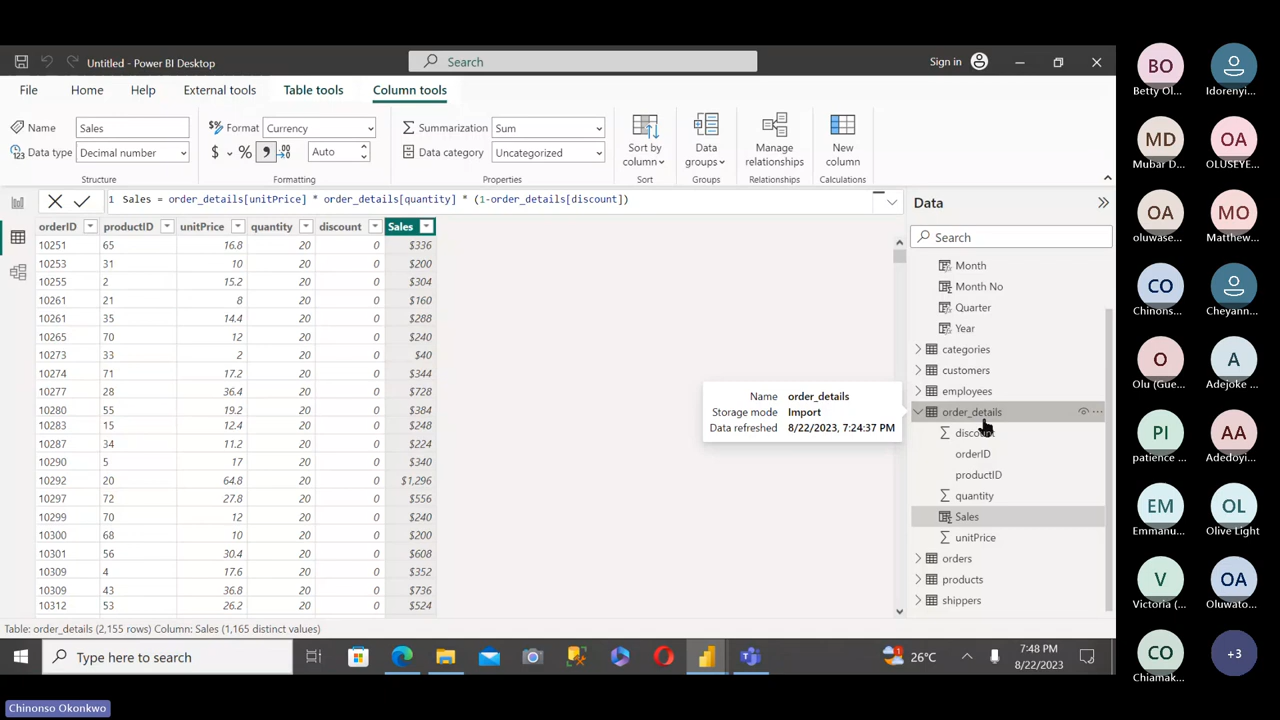 Untitled - Power BI Desktop
Search
Sign in
File
Home
Help
External tools
Table tools
Column tools
Name
Sales
Format
Currency
Summarization
Sum
Data type
Decimal number
$
%
,
Auto
Data category
Uncategorized
Sort by column
Data groups
Manage relationships
New column
Structure
Formatting
Properties
Sort
Groups
Relationships
Calculations
1 Sales = order_details[unitPrice] * order_details[quantity] * (1-order_details[discount])
orderID productID unitPrice quantity discount Sales
10251 65 16.8 20 0 $336
10253 31 10 20 0 $200
10255 2 15.2 20 0 $304
10261 21 8 20 0 $160
10261 35 14.4 20 0 $288
10265 70 12 20 0 $240
10273 33 2 20 0 $40
10274 71 17.2 20 0 $344
10277 28 36.4 20 0 $728
10280 55 19.2 20 0 $384
10283 15 12.4 20 0 $248
10287 34 11.2 20 0 $224
10290 5 17 20 0 $340
10292 20 64.8 20 0 $1,296
10297 72 27.8 20 0 $556
10299 70 12 20 0 $240
10300 68 10 20 0 $200
10301 56 30.4 20 0 $608
10309 4 17.6 20 0 $352
10309 43 36.8 20 0 $736
10312 53 26.2 20 0 $524
Table: order_details (2,155 rows) Column: Sales (1,165 distinct values)
Name order_details
Storage mode Import
Data refreshed 8/22/2023, 7:24:37 PM
Data
Search
Month
Month No
Quarter
Year
categories
customers
employees
order_details
discount
orderID
productID
quantity
Sales
unitPrice
orders
products
shippers
Type here to search
1
26°C
7:48 PM
8/22/2023
BO
Betty Ol...
Idorenyi...
MD
Mubar D...
OA
OLUSEYE...
OA
oluwase...
MO
Matthew...
CO
Chinons...
Cheyann...
O
Olu (Gue...
A
Adejoke ...
PI
patience ...
AA
Adedoyi...
EM
Emmanu...
OL
Olive Light
V
Victoria (...
OA
Oluwato...
CO
Chiamak...
+3
Chinonso Okonkwo